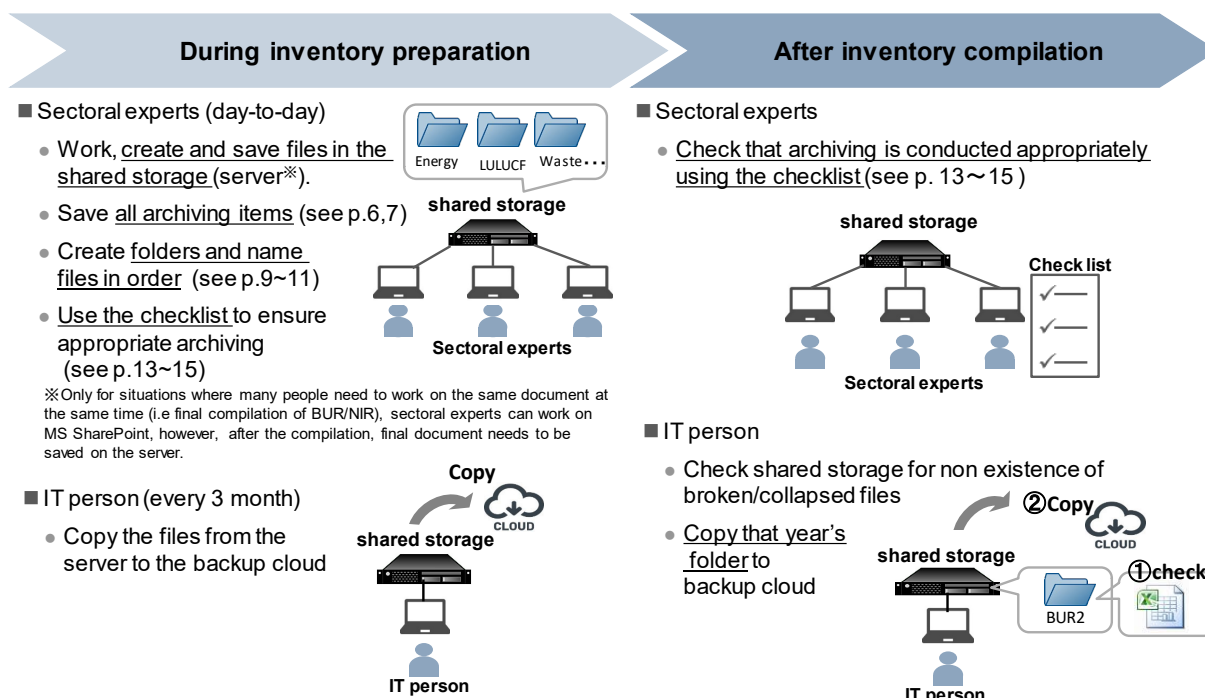 During inventory preparation
After inventory compilation
■ Sectoral experts (day-to-day)
● Work, create and save files in the
shared storage (server※).
● Save all archiving items (see p.6,7)
● Create folders and name
files in order (see p.9~11)
● Use the checklist to ensure
appropriate archiving
(see p.13~15)
Energy
LULUCF
Waste・・・
shared storage
Sectoral experts
※Only for situations where many people need to work on the same document at
the same time (i.e final compilation of BUR/NIR), sectoral experts can work on
MS SharePoint, however, after the compilation, final document needs to be
saved on the server.
■ IT person (every 3 month)
● Copy the files from the
server to the backup cloud
Copy
CLOUD
shared storage
IT person
■ Sectoral experts
● Check that archiving is conducted appropriately
using the checklist (see p. 13～15 )
shared storage
Check list
Sectoral experts
■ IT person
● Check shared storage for non existence of
broken/collapsed files
● Copy that year's
folder to
backup cloud
②Copy
CLOUD
shared storage
①check
BUR2
IT person